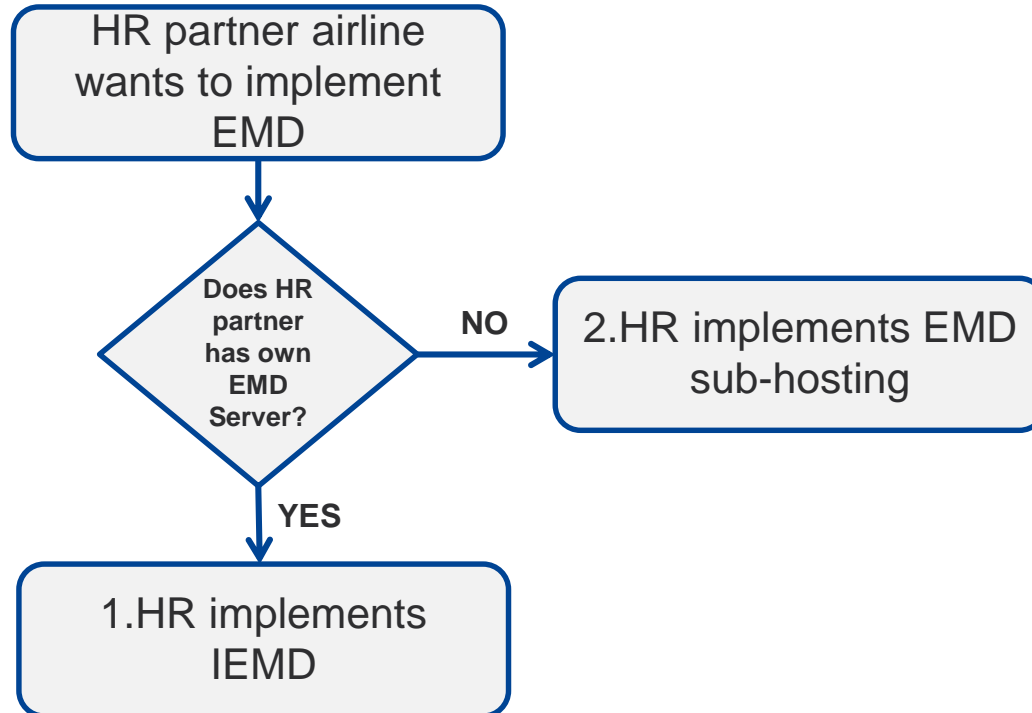 HR partner airline
wants to implement
EMD
Does HR
partner
has own
EMD
Server?
NO
2.HR implements EMD
sub-hosting
YES
1.HR implements
IEMD